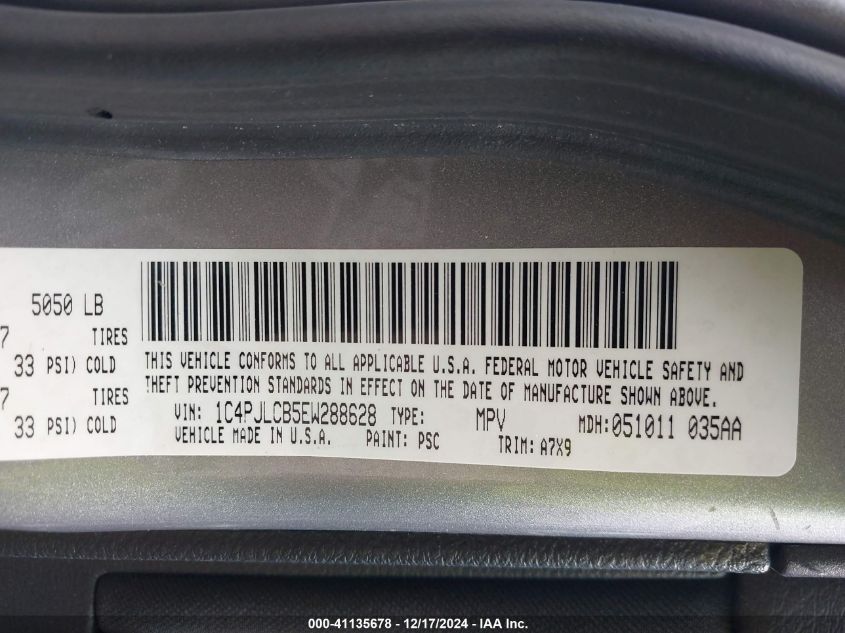 5050 LB
7 TIRES
33 PSI) COLD
7 TIRES
33 PSI) COLD
THIS VEHICLE CONFORMS TO ALL APPLICABLE U.S.A. FEDERAL MOTOR VEHICLE SAFETY AND
THEFT PREVENTION STANDARDS IN EFFECT ON THE DATE OF MANUFACTURE SHOWN ABOVE.
VIN: 1C4PJLCB5EW288628 TYPE: MPV MDH:051011 035AA
VEHICLE MADE IN U.S.A. PAINT: PSC TRIM: A7X9
000-41135678 - 12/17/2024 - IAA Inc.